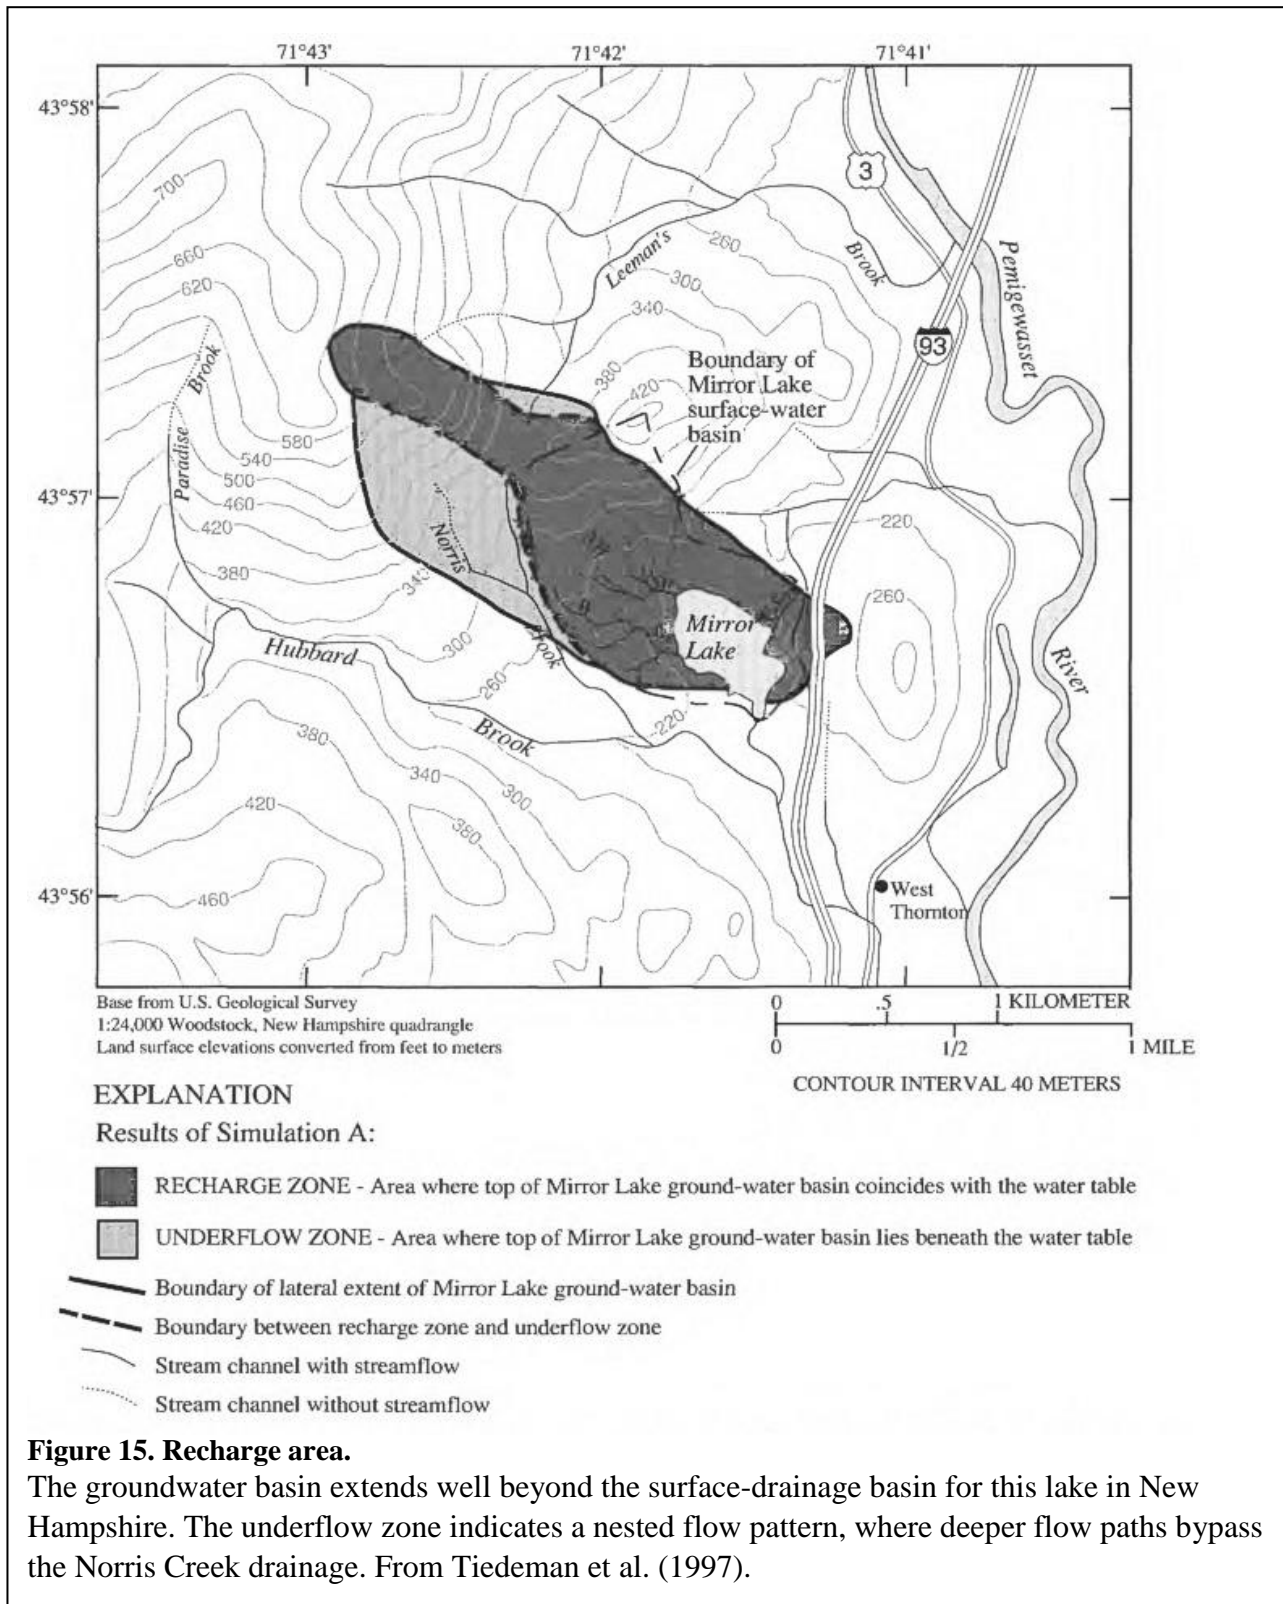 71°43'
71°42'
71°41'
43°58'
3
700
260
Leeman's
Brook
Pemigewasset
660
300
620
340
93
Boundary of
Mirror Lake
surface-water
basin
380
420
Brook
580
540
Paradise
500
43°57'
460
220
420
Norris
380
340
260
Mirror
Lake
Brook
300
Hubbard
River
260
220
Brook
380
340
300
420
380
43°56'
460
West
Thornton
Base from U.S. Geological Survey
1:24,000 Woodstock, New Hampshire quadrangle
Land surface elevations converted from feet to meters
0 .5 1 KILOMETER
0 1/2 1 MILE
CONTOUR INTERVAL 40 METERS
EXPLANATION
Results of Simulation A:
RECHARGE ZONE - Area where top of Mirror Lake ground-water basin coincides with the water table
UNDERFLOW ZONE - Area where top of Mirror Lake ground-water basin lies beneath the water table
Boundary of lateral extent of Mirror Lake ground-water basin
Boundary between recharge zone and underflow zone
Stream channel with streamflow
Stream channel without streamflow
Figure 15. Recharge area.
The groundwater basin extends well beyond the surface-drainage basin for this lake in New
Hampshire. The underflow zone indicates a nested flow pattern, where deeper flow paths bypass
the Norris Creek drainage. From Tiedeman et al. (1997).